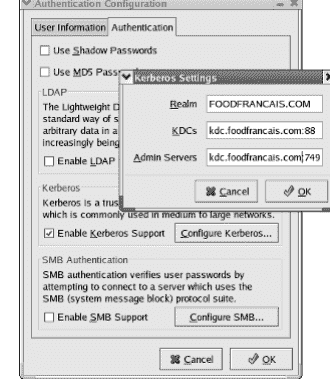 Authentication Configuration
User Information Authentication
Use Shadow Passwords
Use MD5
LDAP
The Lightweight D
standard way of s
arbitrary data in a
increasingly being
Enable LDAP
Kerberos Settings
Realm FOODFRANCAIS.COM
KDCs kdc.foodfrancais.com:88
Admin Servers kdc.foodfrancais.com:749
Cancel OK
Kerberos
Kerberos is a trus
which is commonly used in medium to large networks.
Enable Kerberos Support Configure Kerberos...
SMB Authentication
SMB authentication verifies user passwords by
attempting to connect to a server which uses the
SMB (system message block) protocol suite.
Enable SMB Support Configure SMB...
Cancel OK